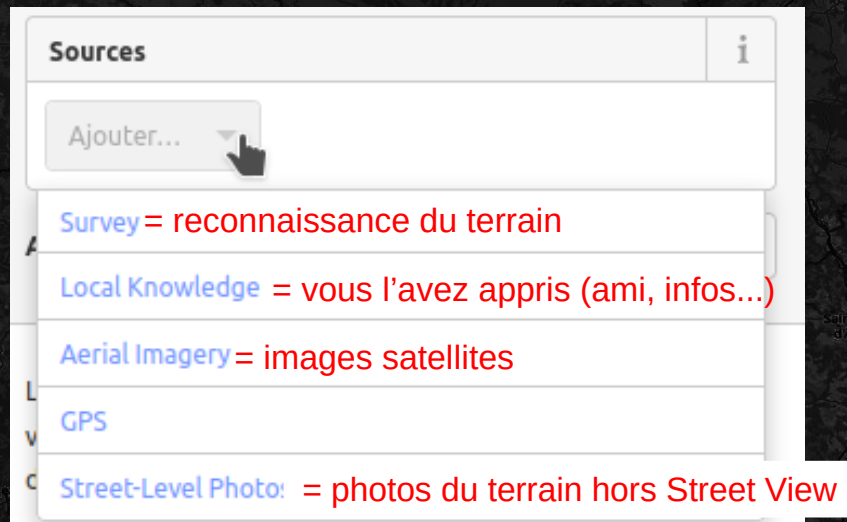 Sources i
Ajouter...
Survey = reconnaissance du terrain
Local Knowledge = vous l’avez appris (ami, infos...)
Aerial Imagery = images satellites
GPS
Street-Level Photos = photos du terrain hors Street View